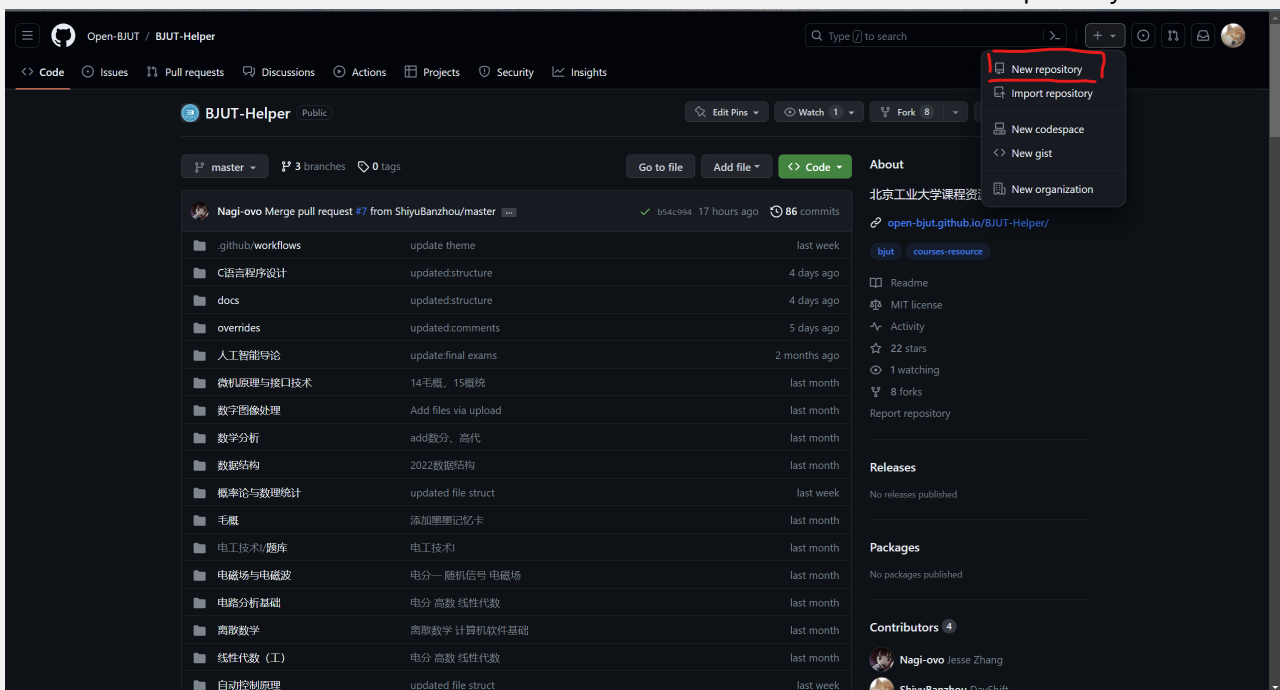 Open-BJUT / BJUT-Helper
Type / to search
Code Issues Pull requests Discussions Actions Projects Security Insights
New repository
Import repository
New codespace
New gist
New organization
BJUT-Helper Public
Edit Pins Watch 1 Fork 8
master 3 branches 0 tags
Go to file Add file Code
Nagi-ovo Merge pull request #7 from ShiyuBanzhou/master ... b54c994 17 hours ago 86 commits
.github/workflows update theme last week
C语言程序设计 updated:structure 4 days ago
docs updated:structure 4 days ago
overrides updated:comments 5 days ago
人工智能导论 update:final exams 2 months ago
微机原理与接口技术 14毛概，15概统 last month
数字图像处理 Add files via upload last month
数学分析 add数分、高代 last month
数据结构 2022数据结构 last month
概率论与数理统计 updated file struct last week
毛概 添加墨墨记忆卡 last month
电工技术I/题库 电工技术I last month
电磁场与电磁波 电分一 随机信号 电磁场 last month
电路分析基础 电分 高数 线性代数 last month
离散数学 离散数学 计算机软件基础 last month
线性代数（工） 电分 高数 线性代数 last month
自动控制原理 updated file struct last week
About
北京工业大学课程资
open-bjut.github.io/BJUT-Helper/
bjut courses-resource
Readme
MIT license
Activity
22 stars
1 watching
8 forks
Report repository
Releases
No releases published
Packages
No packages published
Contributors 4
Nagi-ovo Jesse Zhang
ShiyuBanzhou DayShift